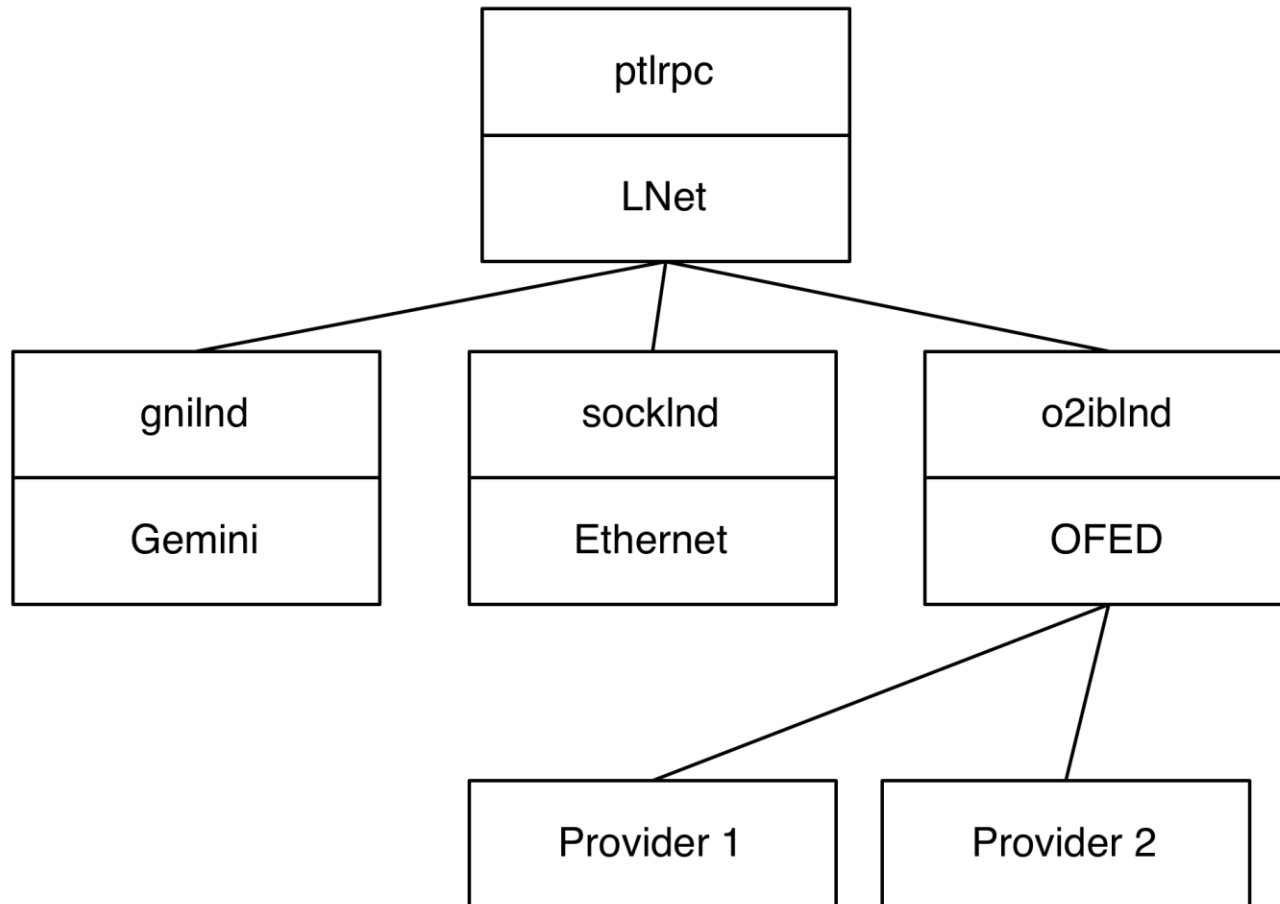 ptlrpc
LNet
gnilnd
socklnd
o2iblnd
Gemini
Ethernet
OFED
Provider 1
Provider 2